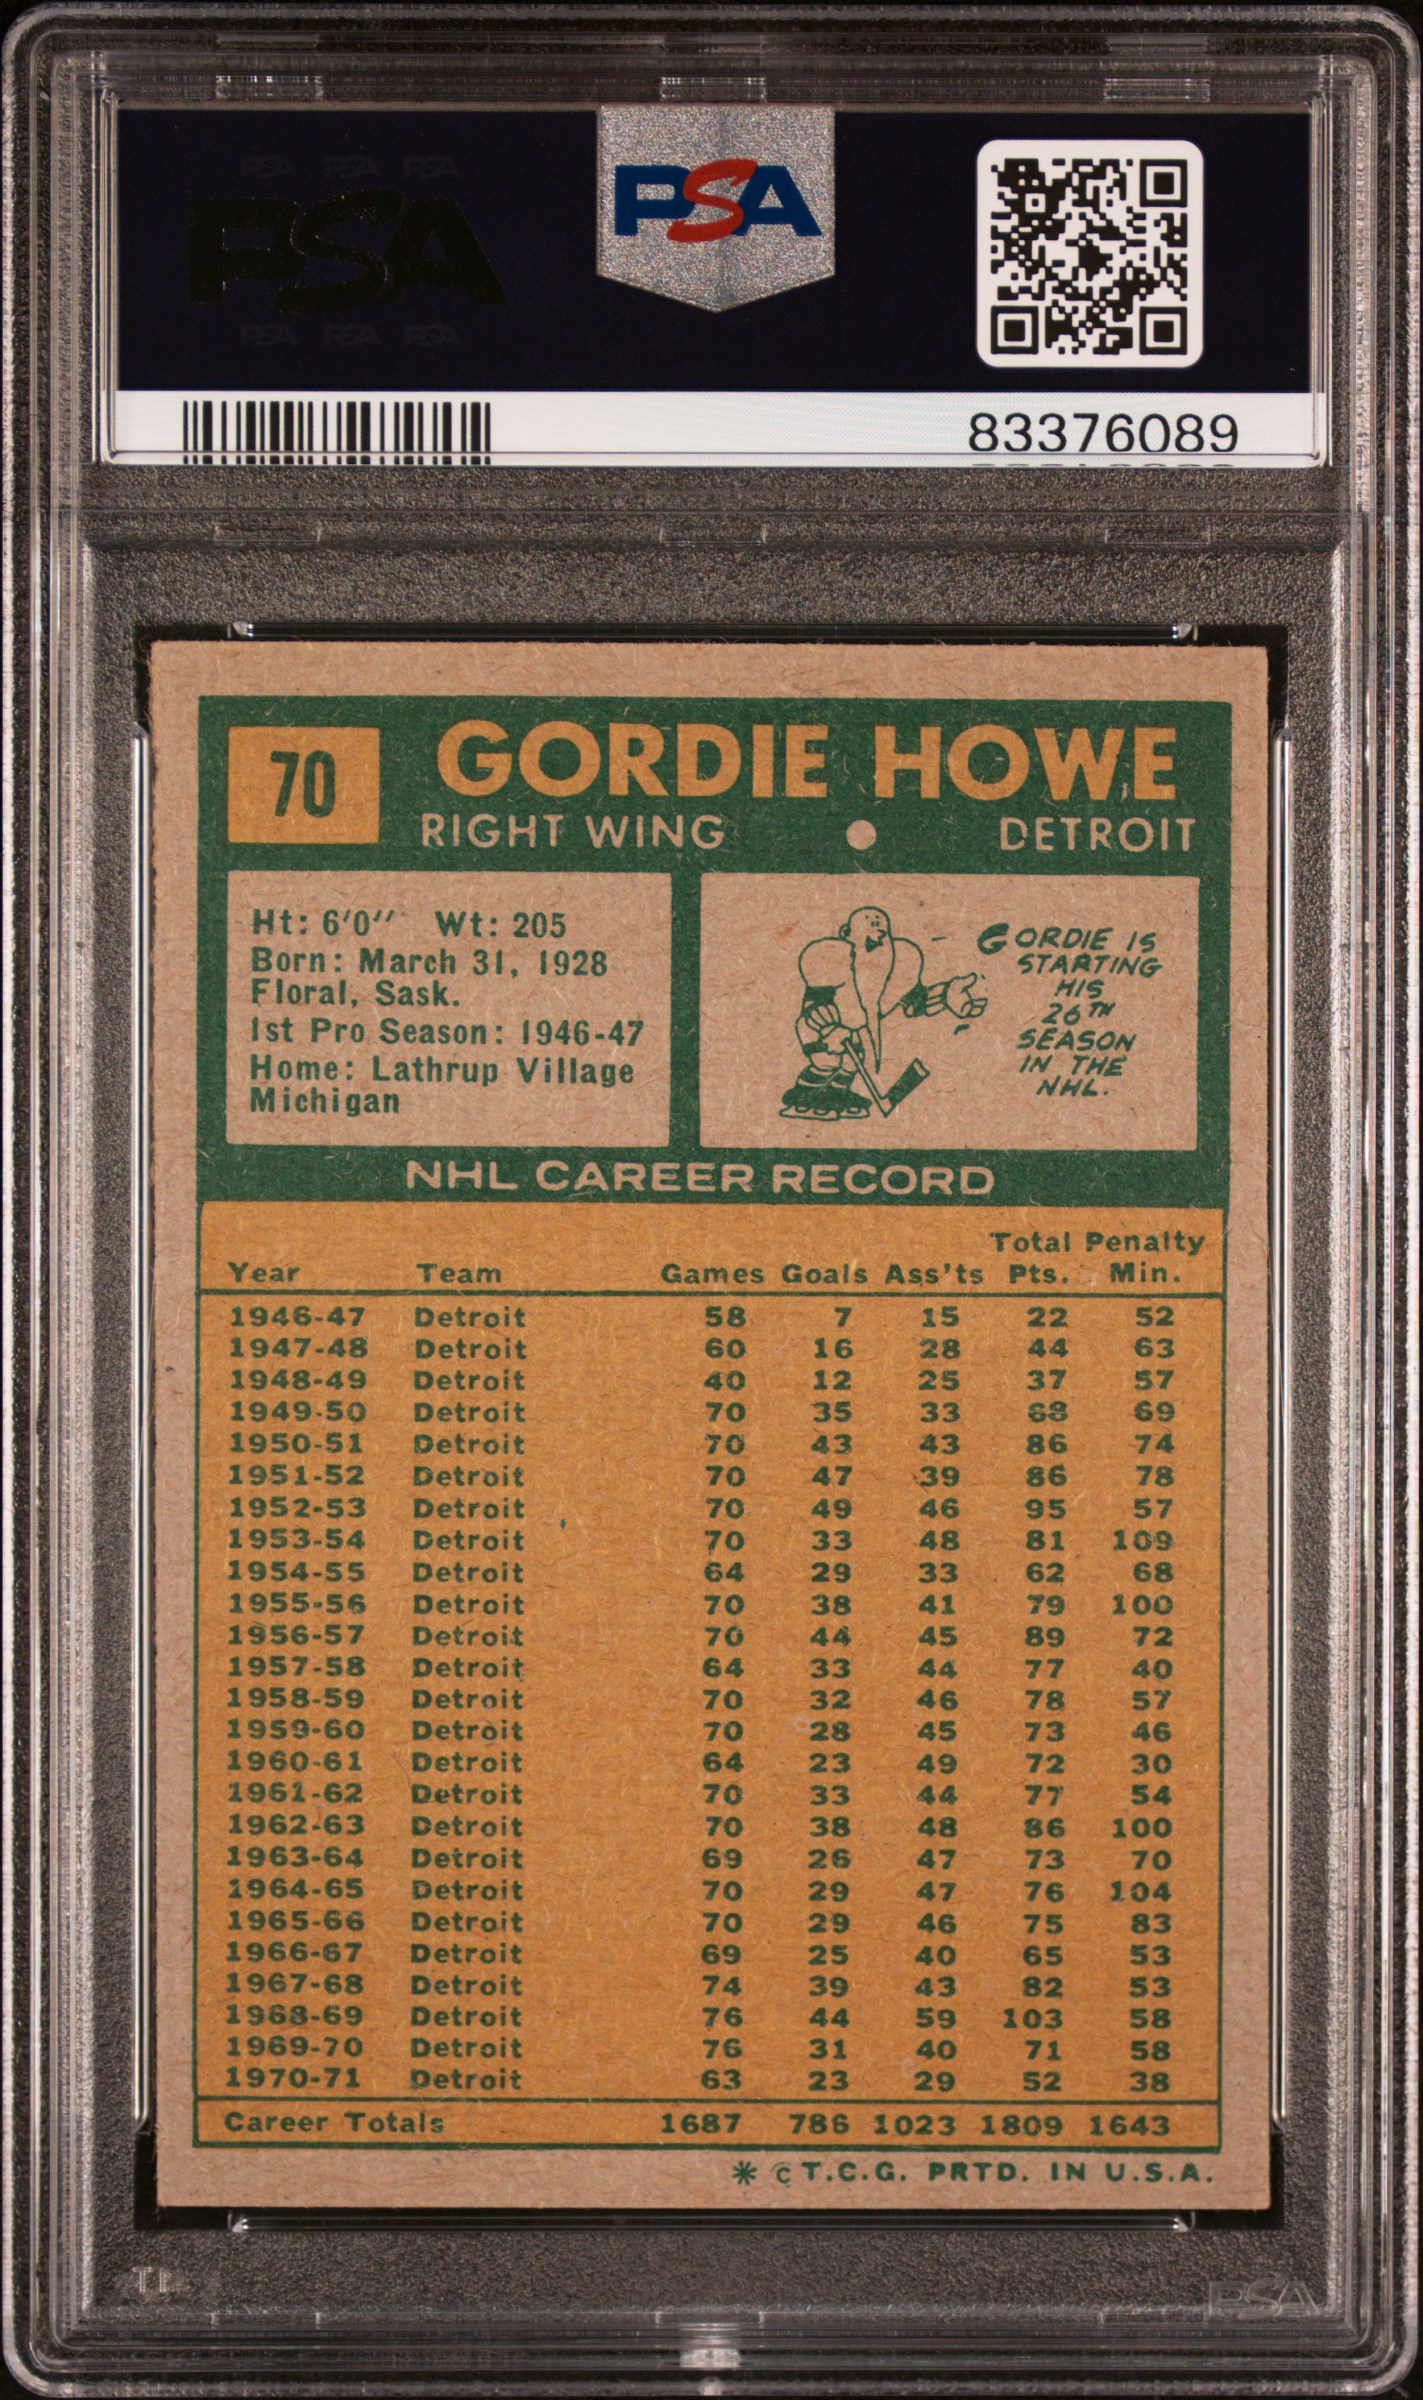 PSA PSA PSA
PSA
PSA PSA PSA
PSA
83376089
70
GORDIE HOWE
RIGHT WING DETROIT
Ht: 6'0'' Wt: 205
Born: March 31, 1928
Floral, Sask.
1st Pro Season: 1946-47
Home: Lathrup Village
Michigan
GORDIE IS
STARTING
HIS
26TH
SEASON
IN THE
NHL.
NHL CAREER RECORD
Total Penalty
Year Team Games Goals Ass'ts Pts. Min.
1946-47 Detroit 58 7 15 22 52
1947-48 Detroit 60 16 28 44 63
1948-49 Detroit 40 12 25 37 57
1949-50 Detroit 70 35 33 68 69
1950-51 Detroit 70 43 43 86 74
1951-52 Detroit 70 47 39 86 78
1952-53 Detroit 70 49 46 95 57
1953-54 Detroit 70 33 48 81 109
1954-55 Detroit 64 29 33 62 68
1955-56 Detroit 70 38 41 79 100
1956-57 Detroit 70 44 45 89 72
1957-58 Detroit 64 33 44 77 40
1958-59 Detroit 70 32 46 78 57
1959-60 Detroit 70 28 45 73 46
1960-61 Detroit 64 23 49 72 30
1961-62 Detroit 70 33 44 77 54
1962-63 Detroit 70 38 48 86 100
1963-64 Detroit 69 26 47 73 70
1964-65 Detroit 70 29 47 76 104
1965-66 Detroit 70 29 46 75 83
1966-67 Detroit 69 25 40 65 53
1967-68 Detroit 74 39 43 82 53
1968-69 Detroit 76 44 59 103 58
1969-70 Detroit 76 31 40 71 58
1970-71 Detroit 63 23 29 52 38
Career Totals 1687 786 1023 1809 1643
* © T.C.G. PRTD. IN U.S.A.
PSA